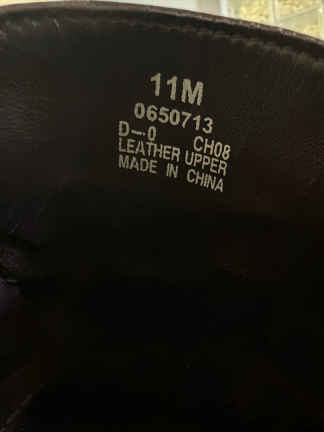 11M
0650713
D—0 CH08
LEATHER UPPER
MADE IN CHINA